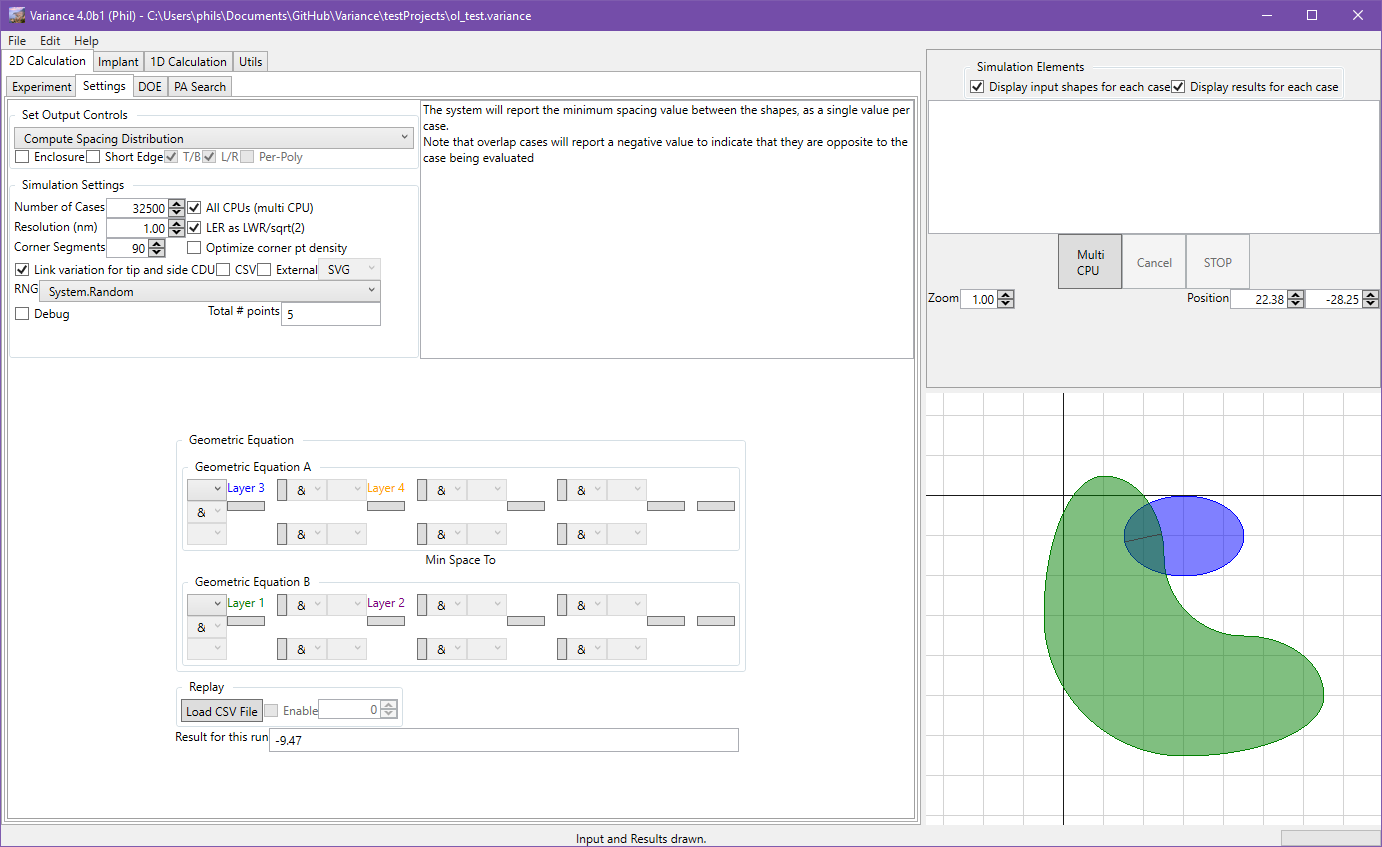 Variance 4.0b1 (Phil) - C:\Users\phils\Documents\GitHub\Variance\testProjects\ol_test.variance
File Edit Help
2D Calculation Implant 1D Calculation Utils
Experiment Settings DOE PA Search
Set Output Controls
Compute Spacing Distribution
Enclosure Short Edge T/B L/R Per-Poly
Simulation Settings
Number of Cases 32500 All CPUs (multi CPU)
Resolution (nm) 1.00 LER as LWR/sqrt(2)
Corner Segments 90 Optimize corner pt density
Link variation for tip and side CDU CSV External SVG
RNG System.Random
Debug Total # points 5
The system will report the minimum spacing value between the shapes, as a single value per
case.
Note that overlap cases will report a negative value to indicate that they are opposite to the
case being evaluated
Geometric Equation
Geometric Equation A
Layer 3 & Layer 4 & &
&
& & &
Min Space To
Geometric Equation B
Layer 1 & Layer 2 & &
&
& & &
Replay
Load CSV File Enable 0
Result for this run -9.47
Simulation Elements
Display input shapes for each case Display results for each case
Multi
CPU
Cancel STOP
Zoom 1.00 Position 22.38 -28.25
Input and Results drawn.